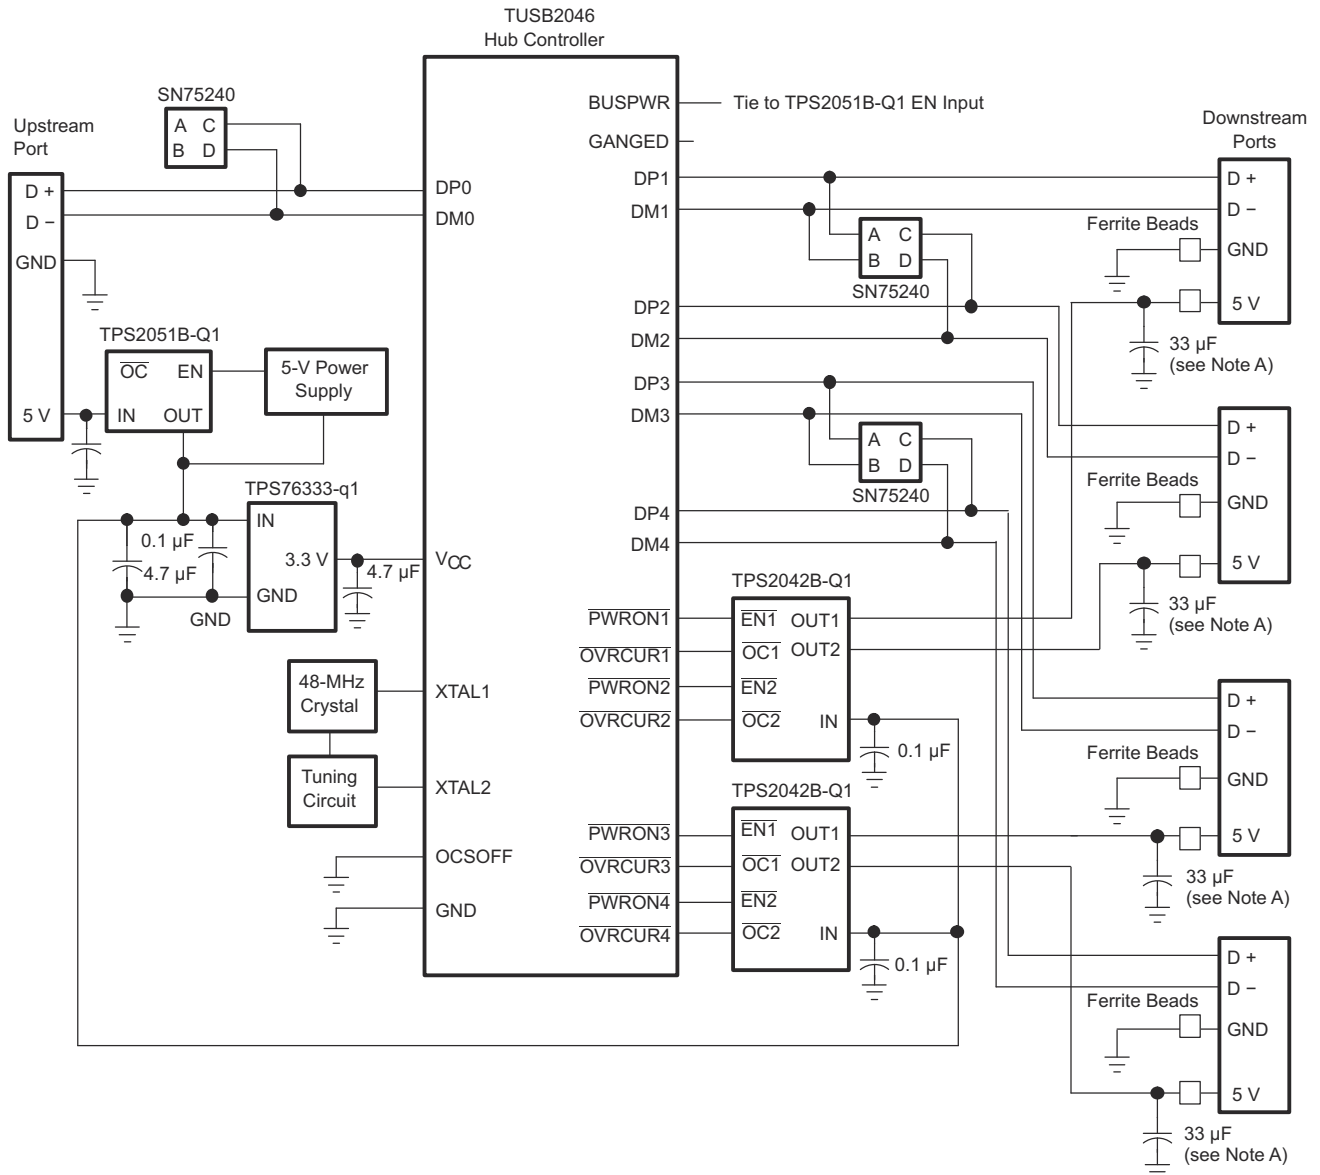 TUSB2046
Hub Controller
SN75240
A C
B D
Upstream
Port
D +
D −
GND
5 V
DP0
DM0
BUSPWR
Tie to TPS2051B-Q1 EN Input
GANGED
DP1
DM1
Downstream
Ports
D +
D −
Ferrite Beads
GND
5 V
33 µF
(see Note A)
A C
B D
SN75240
DP2
DM2
DP3
DM3
A C
B D
SN75240
DP4
DM4
TPS2051B-Q1
OC EN
IN OUT
5-V Power
Supply
TPS76333-q1
IN
3.3 V
GND
0.1 µF
4.7 µF
GND
4.7 µF
VCC
D +
D −
Ferrite Beads
GND
5 V
33 µF
(see Note A)
TPS2042B-Q1
PWRON1
EN1 OUT1
OVRCUR1
OC1 OUT2
PWRON2
EN2
OVRCUR2
OC2 IN
0.1 µF
48-MHz
Crystal
XTAL1
Tuning
Circuit
XTAL2
OCSOFF
GND
D +
D −
Ferrite Beads
GND
5 V
33 µF
(see Note A)
TPS2042B-Q1
PWRON3
EN1 OUT1
OVRCUR3
OC1 OUT2
PWRON4
EN2
OVRCUR4
OC2 IN
0.1 µF
D +
D −
Ferrite Beads
GND
5 V
33 µF
(see Note A)